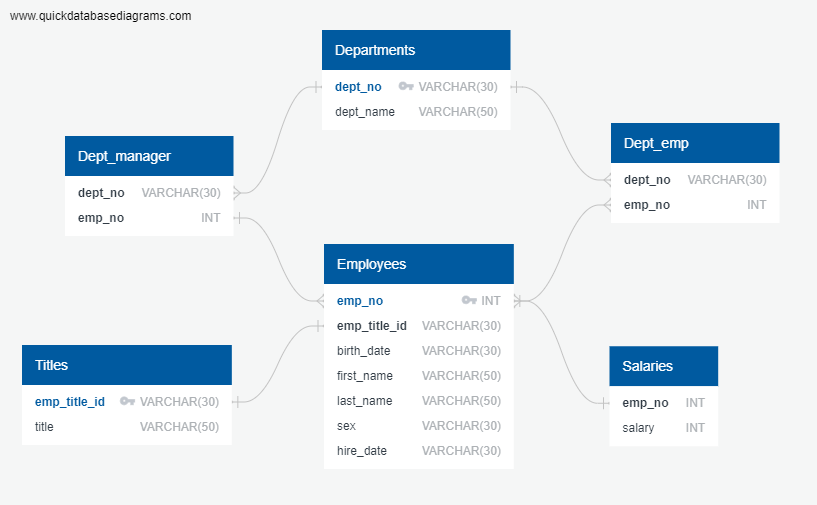 www.quickdatabasediagrams.com
Departments
dept_no VARCHAR(30)
dept_name VARCHAR(50)
Dept_manager
dept_no VARCHAR(30)
emp_no INT
Dept_emp
dept_no VARCHAR(30)
emp_no INT
Employees
emp_no INT
emp_title_id VARCHAR(30)
birth_date VARCHAR(30)
first_name VARCHAR(50)
last_name VARCHAR(50)
sex VARCHAR(30)
hire_date VARCHAR(30)
Titles
emp_title_id VARCHAR(30)
title VARCHAR(50)
Salaries
emp_no INT
salary INT